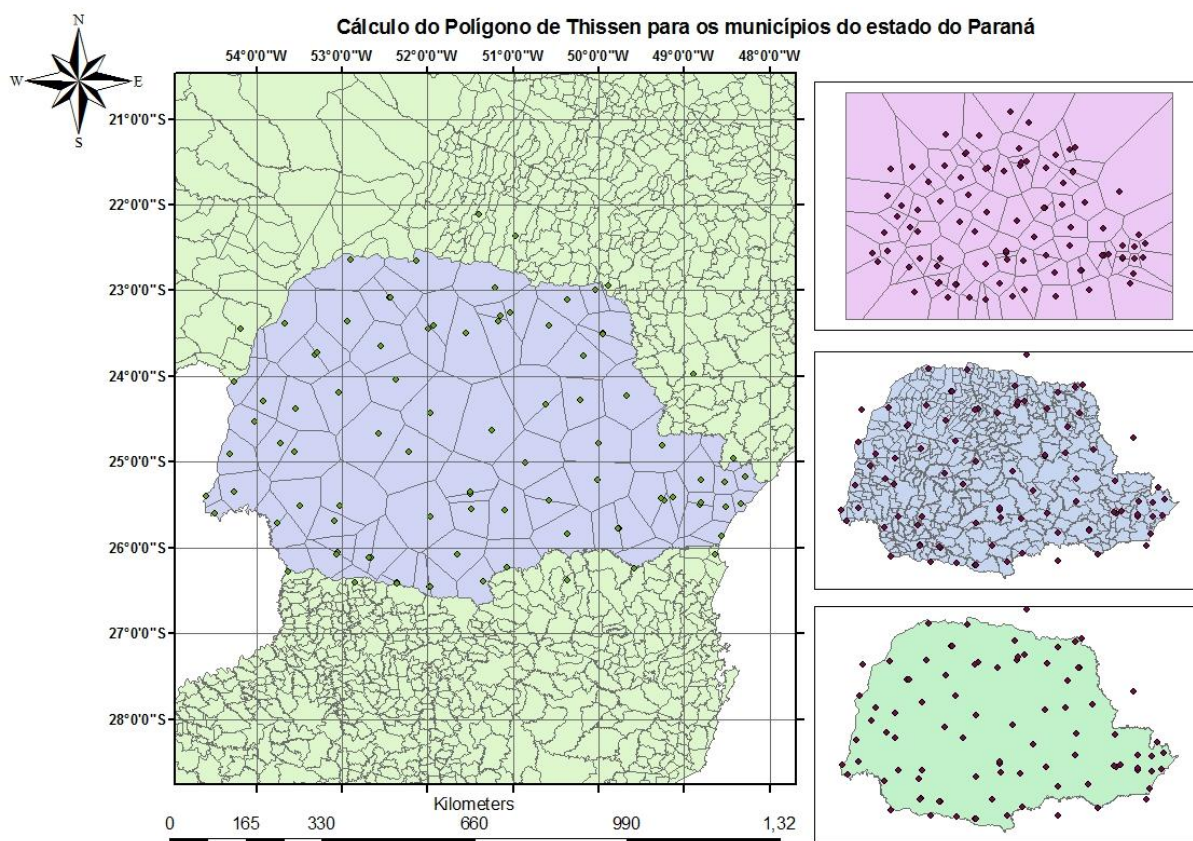 Cálculo do Polígono de Thissen para os municípios do estado do Paraná
N
W E
S
54°0'0"W 53°0'0"W 52°0'0"W 51°0'0"W 50°0'0"W 49°0'0"W 48°0'0"W
21°0'0"S
22°0'0"S
23°0'0"S
24°0'0"S
25°0'0"S
26°0'0"S
27°0'0"S
28°0'0"S
Kilometers
0 165 330 660 990 1,32